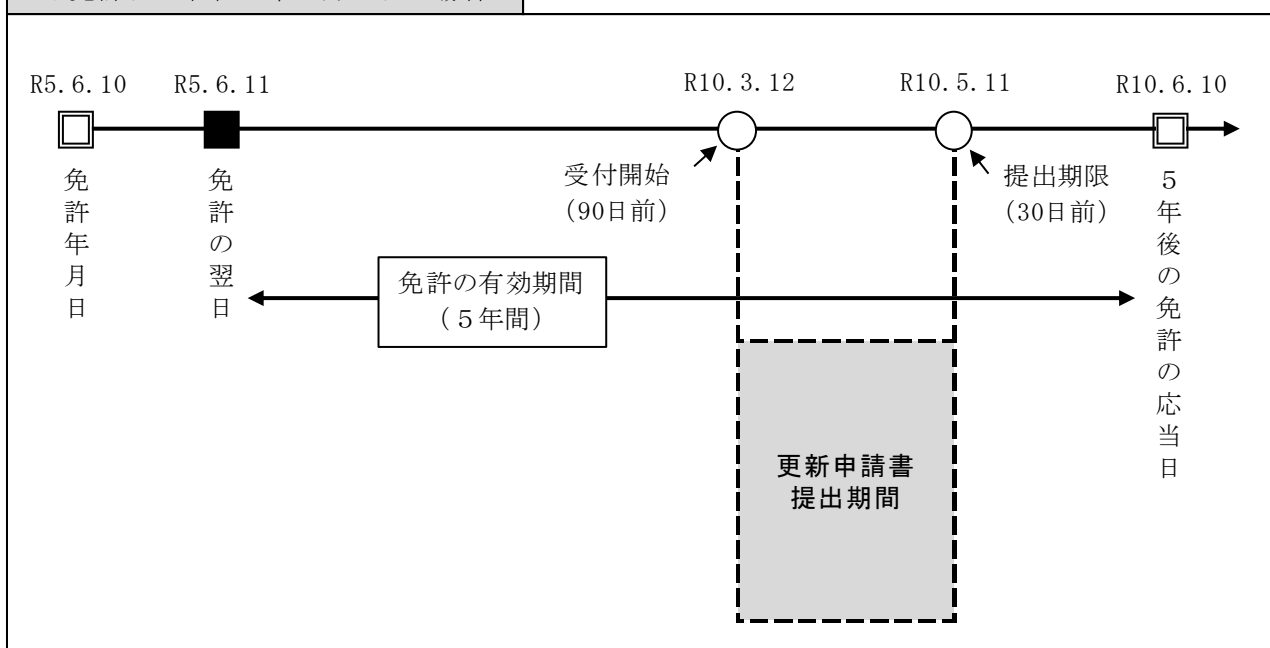 R5.6.10
R5.6.11
R10.3.12
R10.5.11
R10.6.10
免許年月日
免許の翌日
受付開始
（90日前）
提出期限
（30日前）
５年後の免許の応当日
免許の有効期間
（５年間）
更新申請書
提出期間